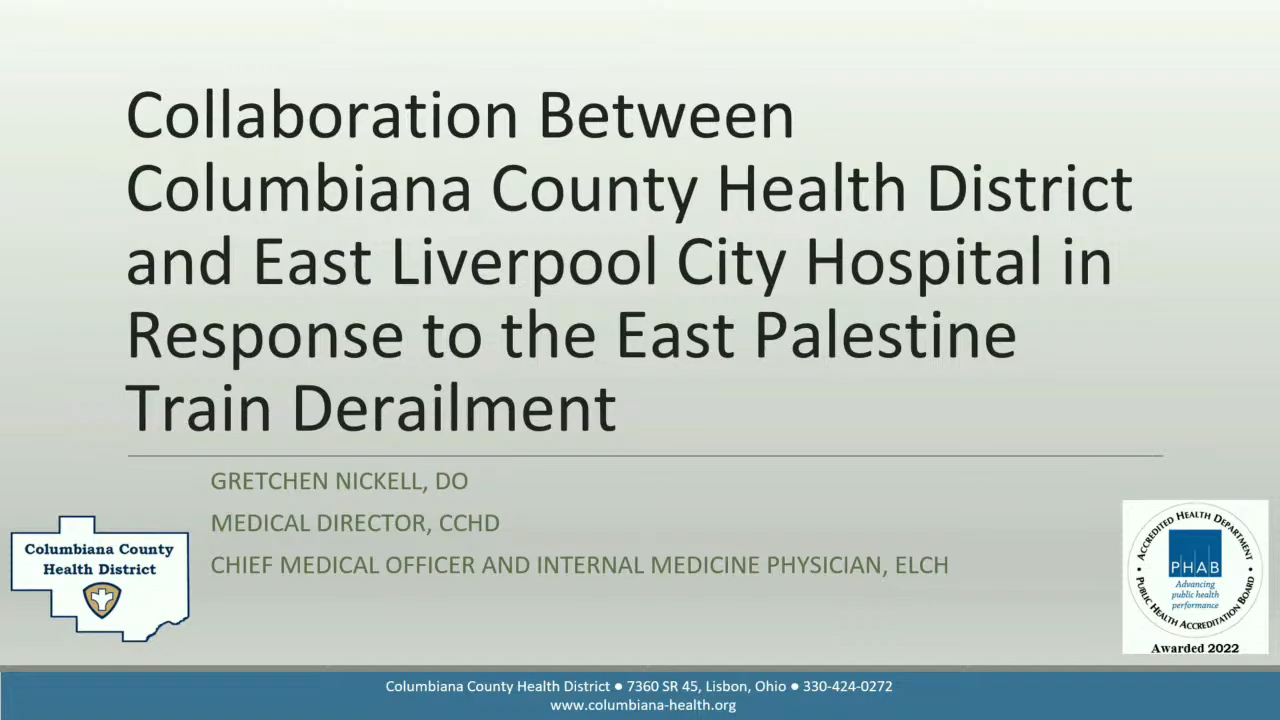 Collaboration Between
Columbiana County Health District
and East Liverpool City Hospital in
Response to the East Palestine
Train Derailment
GRETCHEN NICKELL, DO
MEDICAL DIRECTOR, CCHD
CHIEF MEDICAL OFFICER AND INTERNAL MEDICINE PHYSICIAN, ELCH
Columbiana County
Health District
ACCREDITED HEALTH DEPARTMENT
PHAB
Advancing
public health
performance
PUBLIC HEALTH ACCREDITATION BOARD
Awarded 2022
Columbiana County Health District ● 7360 SR 45, Lisbon, Ohio ● 330-424-0272
www.columbiana-health.org